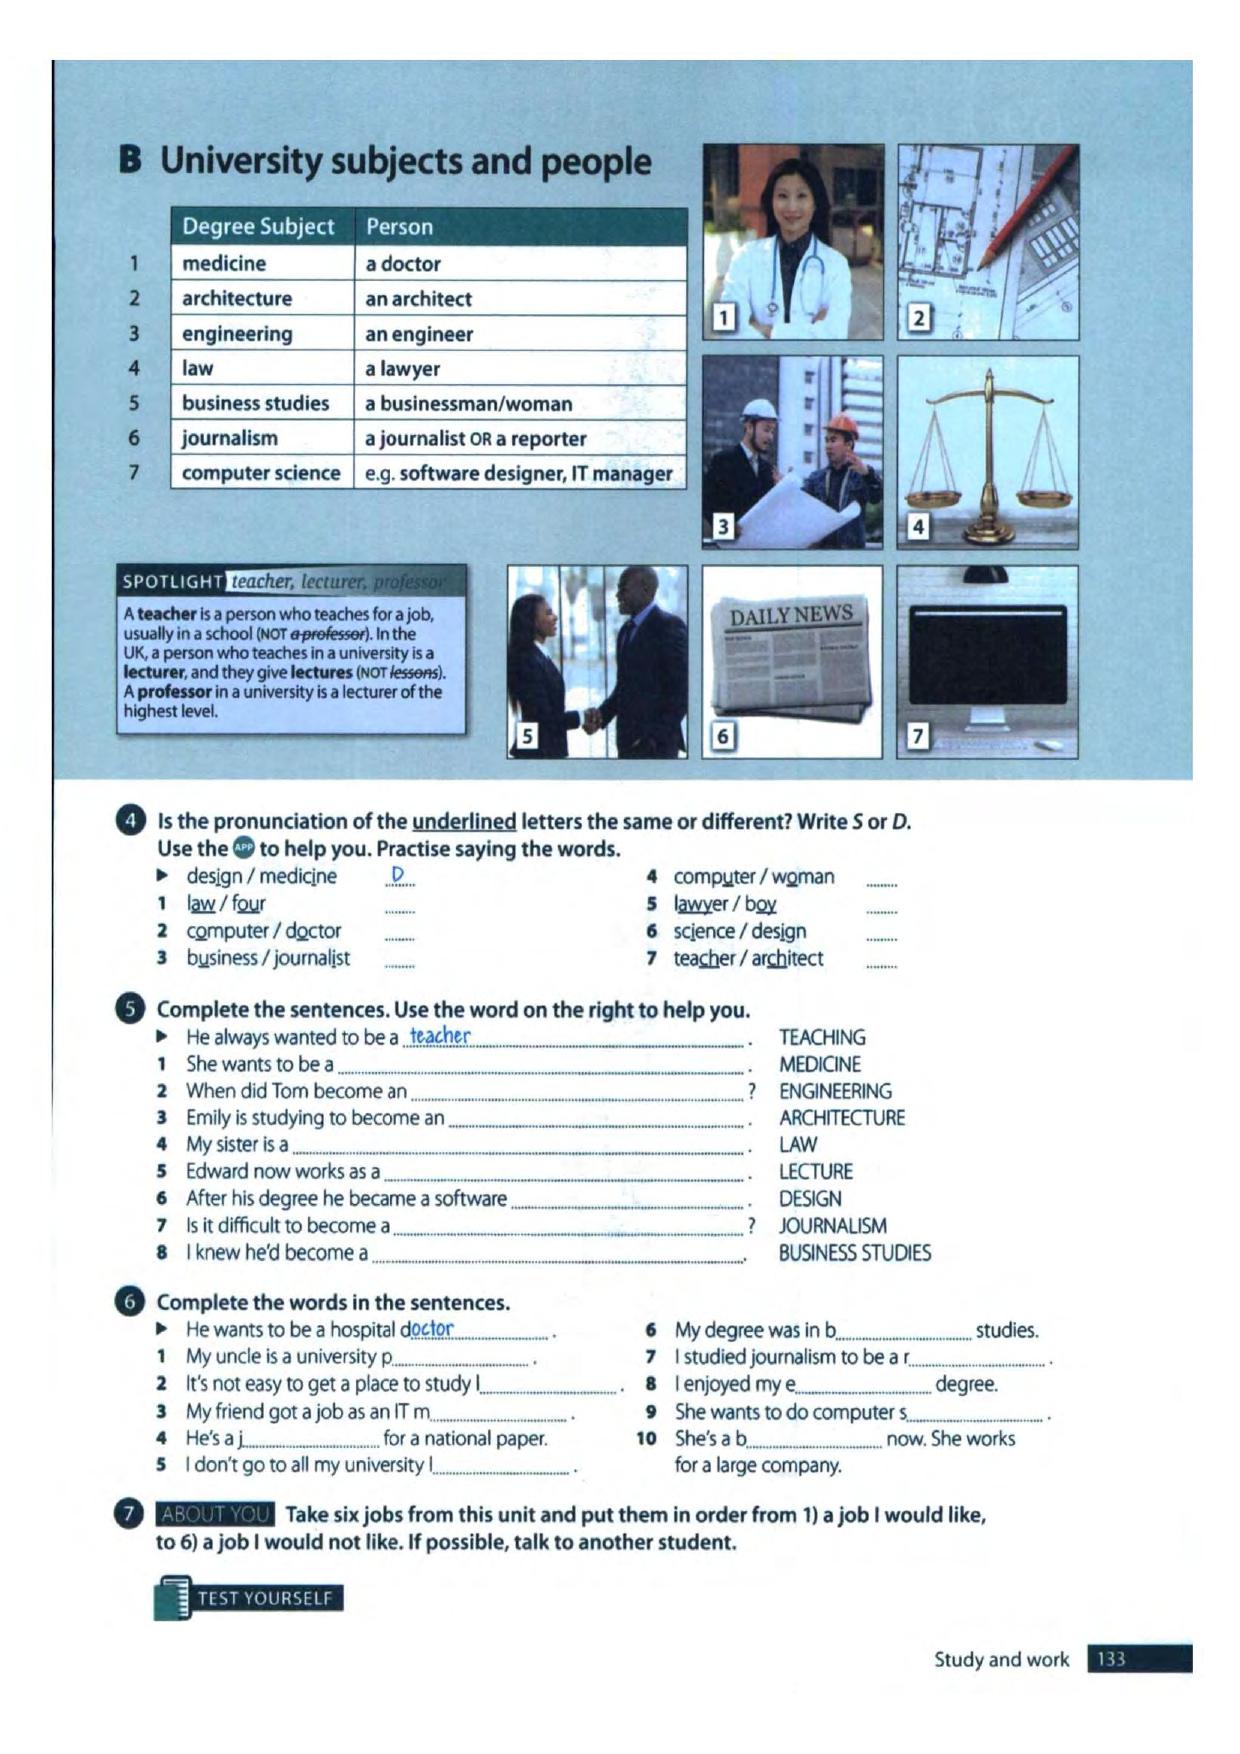 B University subjects and people
Degree Subject Person
1 medicine a doctor
2 architecture an architect
3 engineering an engineer
4 law a lawyer
5 business studies a businessman/woman
6 journalism a journalist OR a reporter
7 computer science e.g. software designer, IT manager
1
2
3
4
SPOTLIGHT teacher, lecturer, professor
A teacher is a person who teaches for a job,
usually in a school (NOT a professor). In the
UK, a person who teaches in a university is a
lecturer, and they give lectures (NOT lessons).
A professor in a university is a lecturer of the
highest level.
5
DAILY NEWS
6
7
4 Is the pronunciation of the underlined letters the same or different? Write S or D.
Use the APP to help you. Practise saying the words.
► design / medicine D
1 law / four
2 computer / doctor
3 business / journalist
4 computer / woman
5 lawyer / boy
6 science / design
7 teacher / architect
5 Complete the sentences. Use the word on the right to help you.
► He always wanted to be a teacher. TEACHING
1 She wants to be a ........ . MEDICINE
2 When did Tom become an ........ ? ENGINEERING
3 Emily is studying to become an ........ . ARCHITECTURE
4 My sister is a ........ . LAW
5 Edward now works as a ........ . LECTURE
6 After his degree he became a software ........ . DESIGN
7 Is it difficult to become a ........ ? JOURNALISM
8 I knew he'd become a ........ . BUSINESS STUDIES
6 Complete the words in the sentences.
► He wants to be a hospital doctor ........ .
1 My uncle is a university p........ .
2 It's not easy to get a place to study l........ .
3 My friend got a job as an IT m........ .
4 He's a j........ for a national paper.
5 I don't go to all my university l........ .
6 My degree was in b........ studies.
7 I studied journalism to be a r........ .
8 I enjoyed my e........ degree.
9 She wants to do computer s........ .
10 She's a b........ now. She works
for a large company.
7 ABOUT YOU Take six jobs from this unit and put them in order from 1) a job I would like,
to 6) a job I would not like. If possible, talk to another student.
TEST YOURSELF
Study and work 133